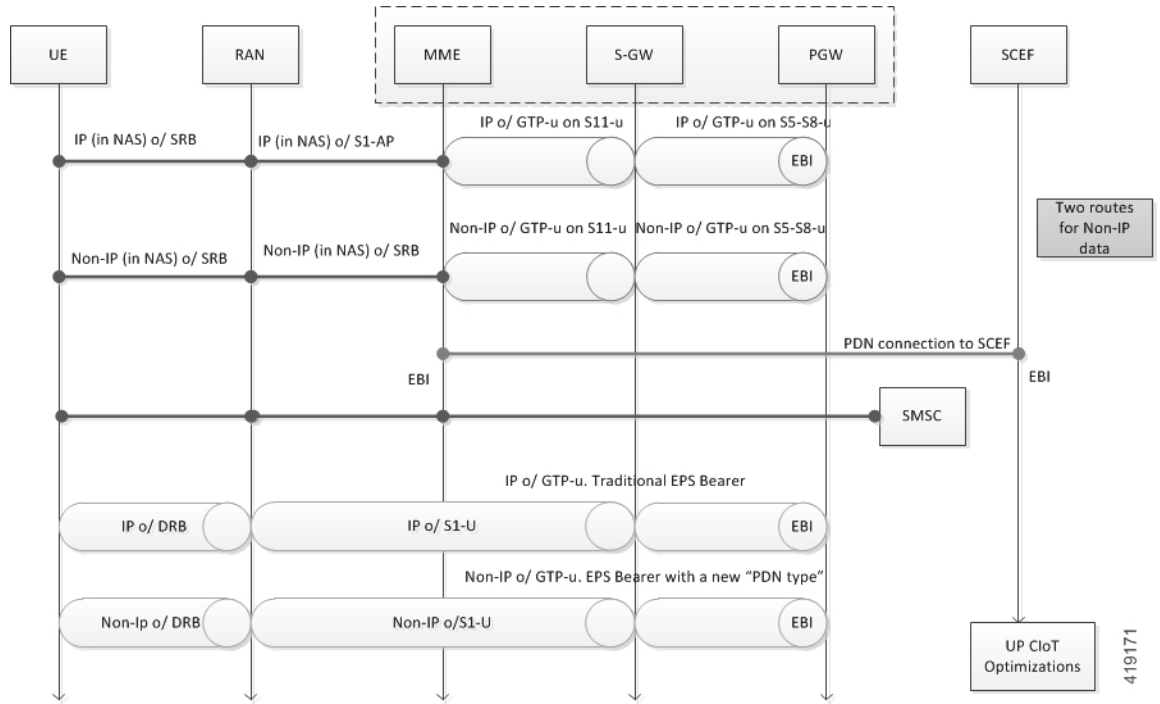 UE
RAN
MME
S-GW
PGW
SCEF
IP (in NAS) o/ SRB
IP (in NAS) o/ S1-AP
IP o/ GTP-u on S11-u
IP o/ GTP-u on S5-S8-u
EBI
Two routes
for Non-IP
data
Non-IP (in NAS) o/ SRB
Non-IP (in NAS) o/ SRB
Non-IP o/ GTP-u on S11-u
Non-IP o/ GTP-u on S5-S8-u
EBI
PDN connection to SCEF
EBI
EBI
SMSC
IP o/ GTP-u. Traditional EPS Bearer
IP o/ DRB
IP o/ S1-U
EBI
Non-IP o/ GTP-u. EPS Bearer with a new “PDN type”
Non-Ip o/ DRB
Non-IP o/S1-U
EBI
UP CIoT
Optimizations
419171